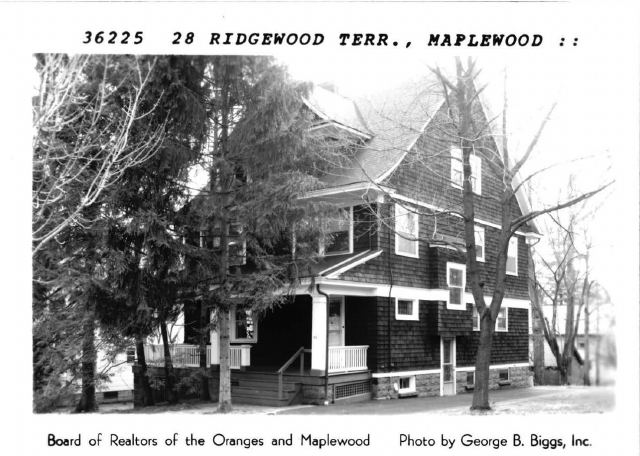 36225 28 RIDGEWOOD TERR., MAPLEWOOD ::
Board of Realtors of the Oranges and Maplewood Photo by George B. Biggs, Inc.